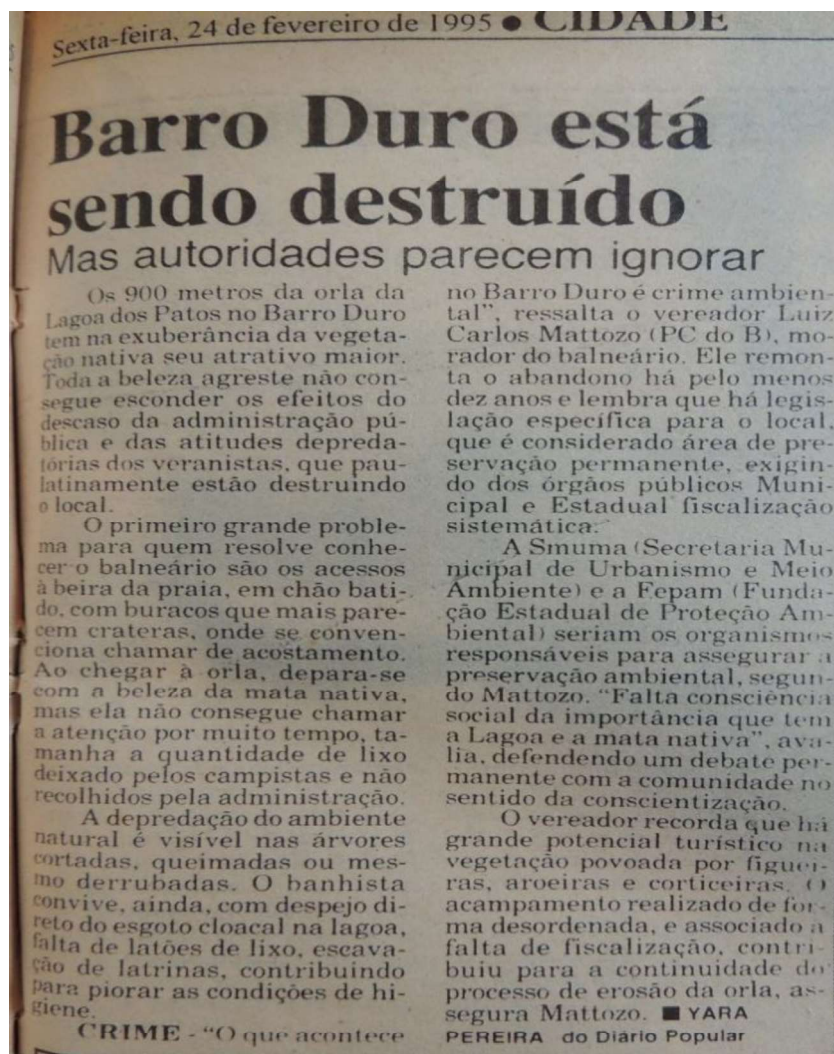 Sexta-feira, 24 de fevereiro de 1995 ● CIDADE
Barro Duro está
sendo destruído
Mas autoridades parecem ignorar
Os 900 metros da orla da
Lagoa dos Patos no Barro Duro
tem na exuberância da vegeta-
ção nativa seu atrativo maior.
Toda a beleza agreste não con-
segue esconder os efeitos do
descaso da administração pú-
blica e das atitudes depreda-
tórias dos veranistas, que pau-
latinamente estão destruindo
o local.
O primeiro grande proble-
ma para quem resolve conhe-
cer o balneário são os acessos
à beira da praia, em chão bati-
do, com buracos que mais pare-
cem crateras, onde se conven-
ciona chamar de acostamento.
Ao chegar à orla, depara-se
com a beleza da mata nativa,
mas ela não consegue chamar
a atenção por muito tempo, ta-
manha a quantidade de lixo
deixado pelos campistas e não
recolhidos pela administração.
A depredação do ambiente
natural é visível nas árvores
cortadas, queimadas ou mes-
mo derrubadas. O banhista
convive, ainda, com despejo di-
reto do esgoto cloacal na lagoa,
falta de latões de lixo, escava-
ção de latrinas, contribuindo
para piorar as condições de hi-
giene.
CRIME - "O que acontece
no Barro Duro é crime ambien-
tal", ressalta o vereador Luiz
Carlos Mattozo (PC do B), mo-
rador do balneário. Ele remon-
ta o abandono há pelo menos
dez anos e lembra que há legis-
lação específica para o local,
que é considerado área de pre-
servação permanente, exigin-
do dos órgãos públicos Muni-
cipal e Estadual fiscalização
sistemática.
A Smuma (Secretaria Mu-
nicipal de Urbanismo e Meio
Ambiente) e a Fepam (Funda-
ção Estadual de Proteção Am-
biental) seriam os organismos
responsáveis para assegurar a
preservação ambiental, segun-
do Mattozo. "Falta consciência
social da importância que tem
a Lagoa e a mata nativa", ava-
lia, defendendo um debate per-
manente com a comunidade no
sentido da conscientização.
O vereador recorda que há
grande potencial turístico na
vegetação povoada por figuei-
ras, aroeiras e corticeiras. O
acampamento realizado de for-
ma desordenada, e associado a
falta de fiscalização, contri-
buiu para a continuidade do
processo de erosão da orla, as-
segura Mattozo. ■ YARA
PEREIRA do Diário Popular